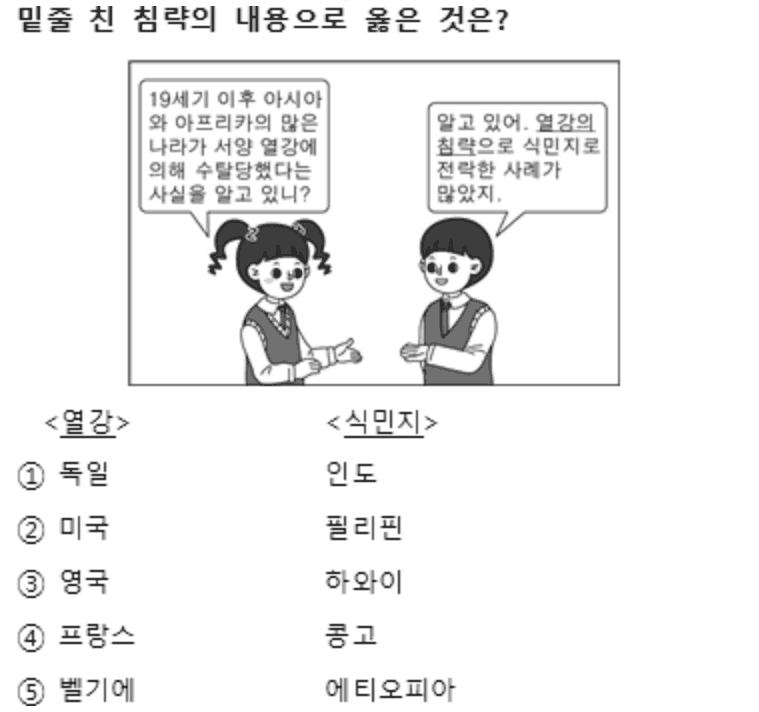 밑줄 친 침략의 내용으로 옳은 것은?
19세기 이후 아시아
와 아프리카의 많은
나라가 서양 열강에
의해 수탈당했다는
사실을 알고 있니?
알고 있어. 열강의
침략으로 식민지로
전락한 사례가
많았지.
<열강> <식민지>
① 독일 인도
② 미국 필리핀
③ 영국 하와이
④ 프랑스 콩고
⑤ 벨기에 에티오피아